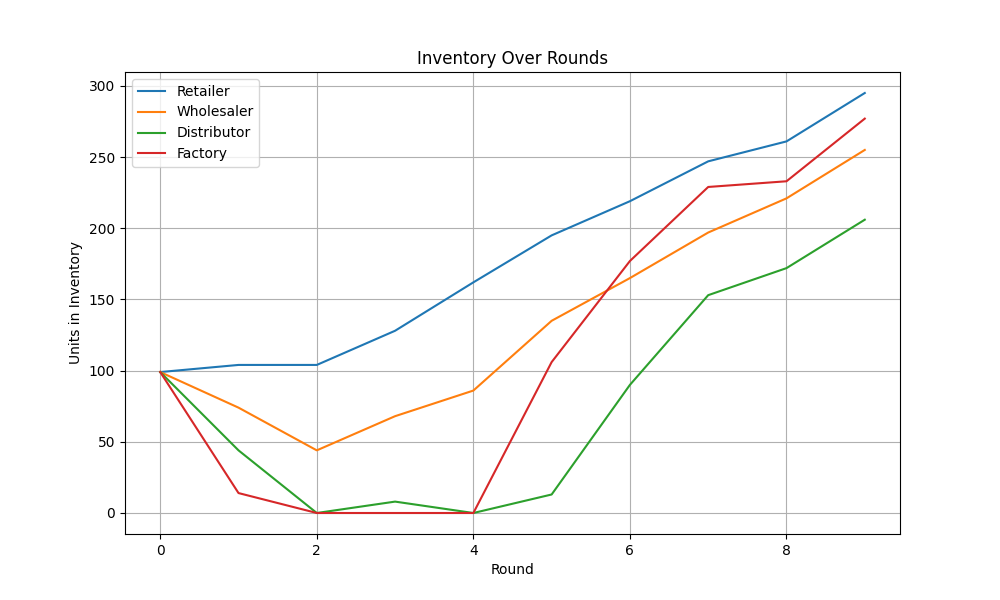 Inventory Over Rounds
Retailer
Wholesaler
Distributor
Factory
Units in Inventory
300
250
200
150
100
50
0
0 2 4 6 8
Round